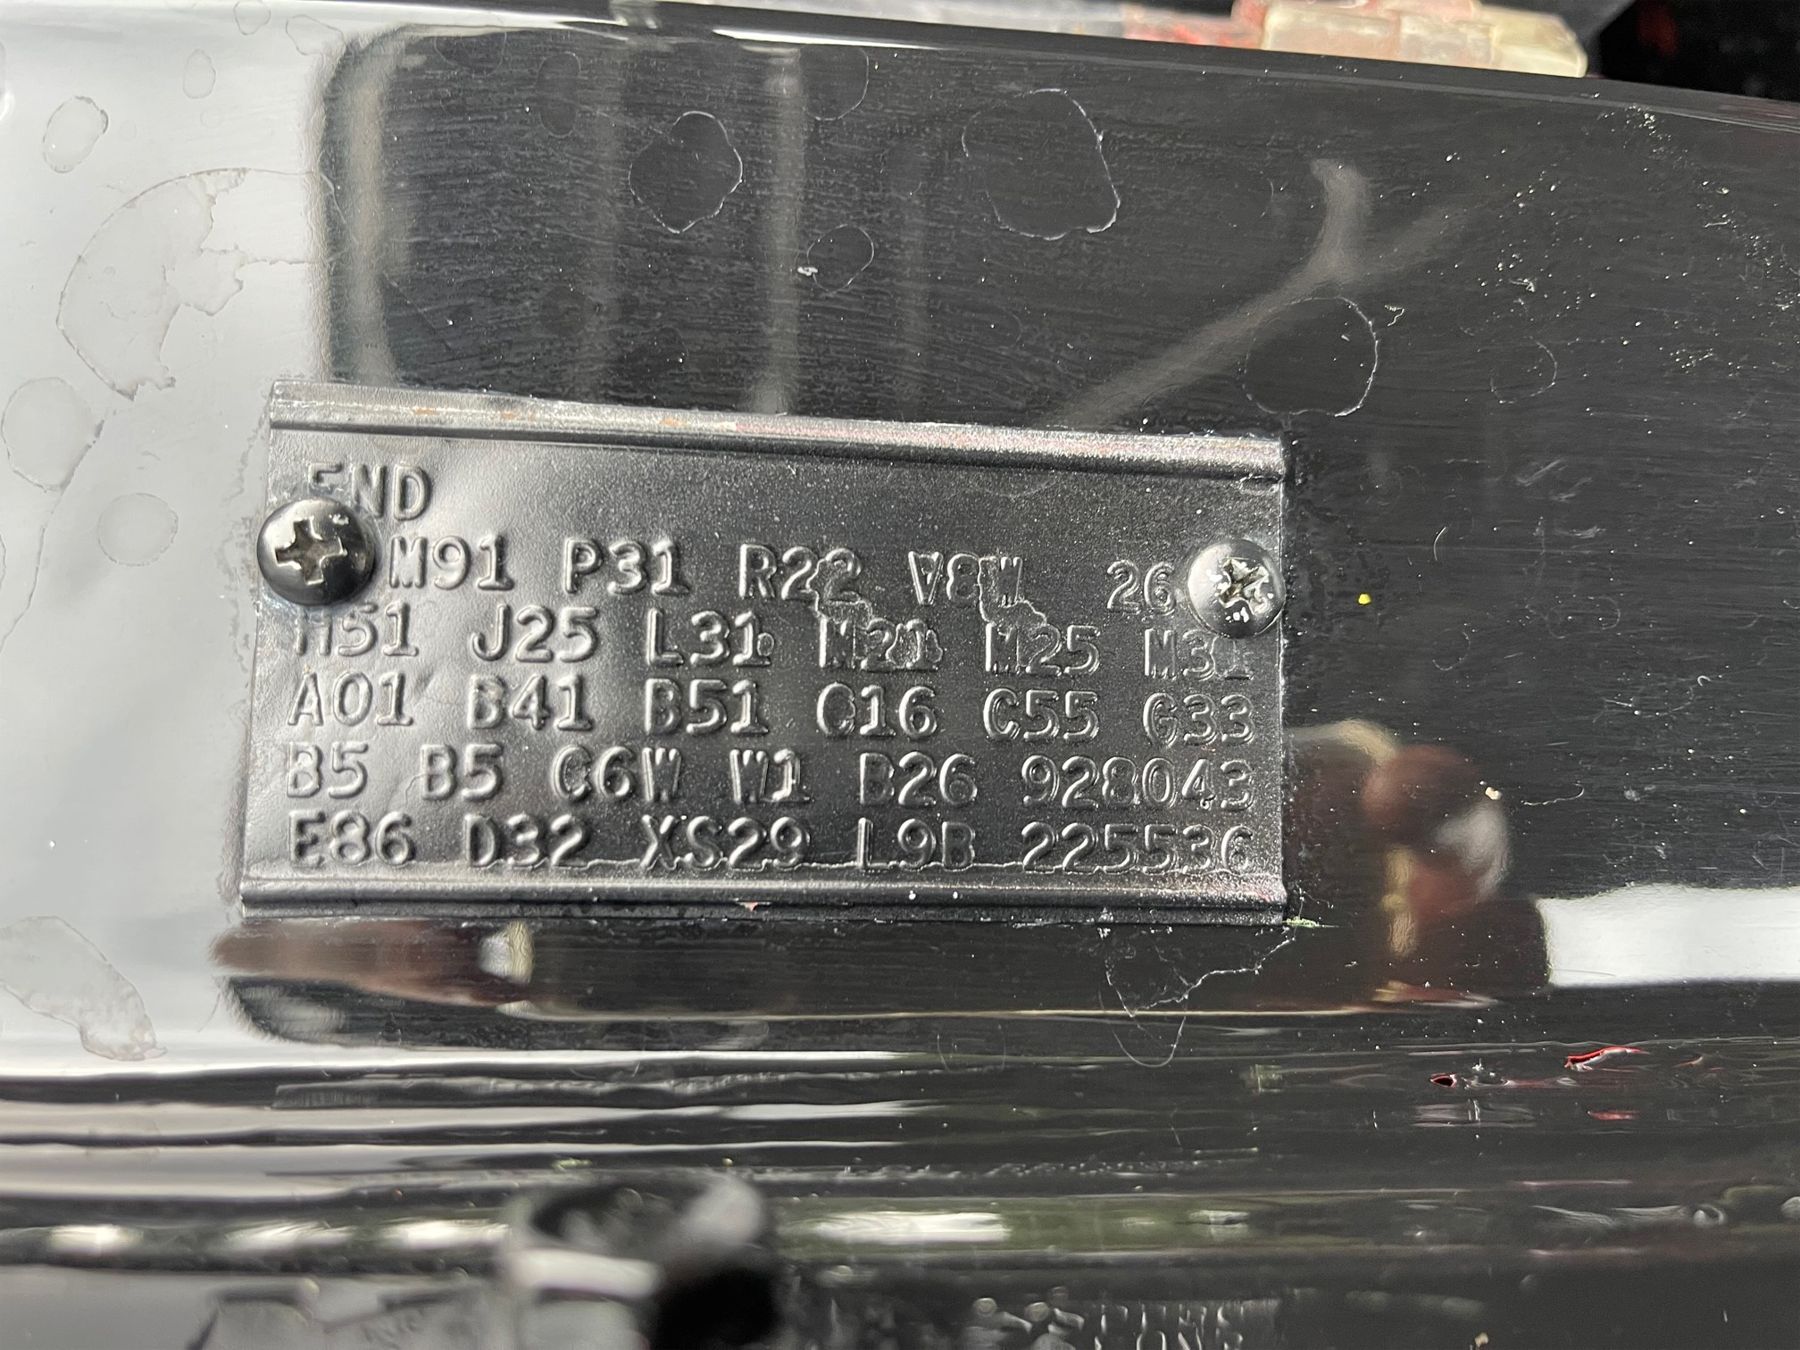 END
M91 P31 R22 V8W 26
H51 J25 L31 M21 M25 M31
A01 B41 B51 C16 C55 G33
B5 B5 C6W W1 B26 928043
E86 D32 XS29 L9B 225536